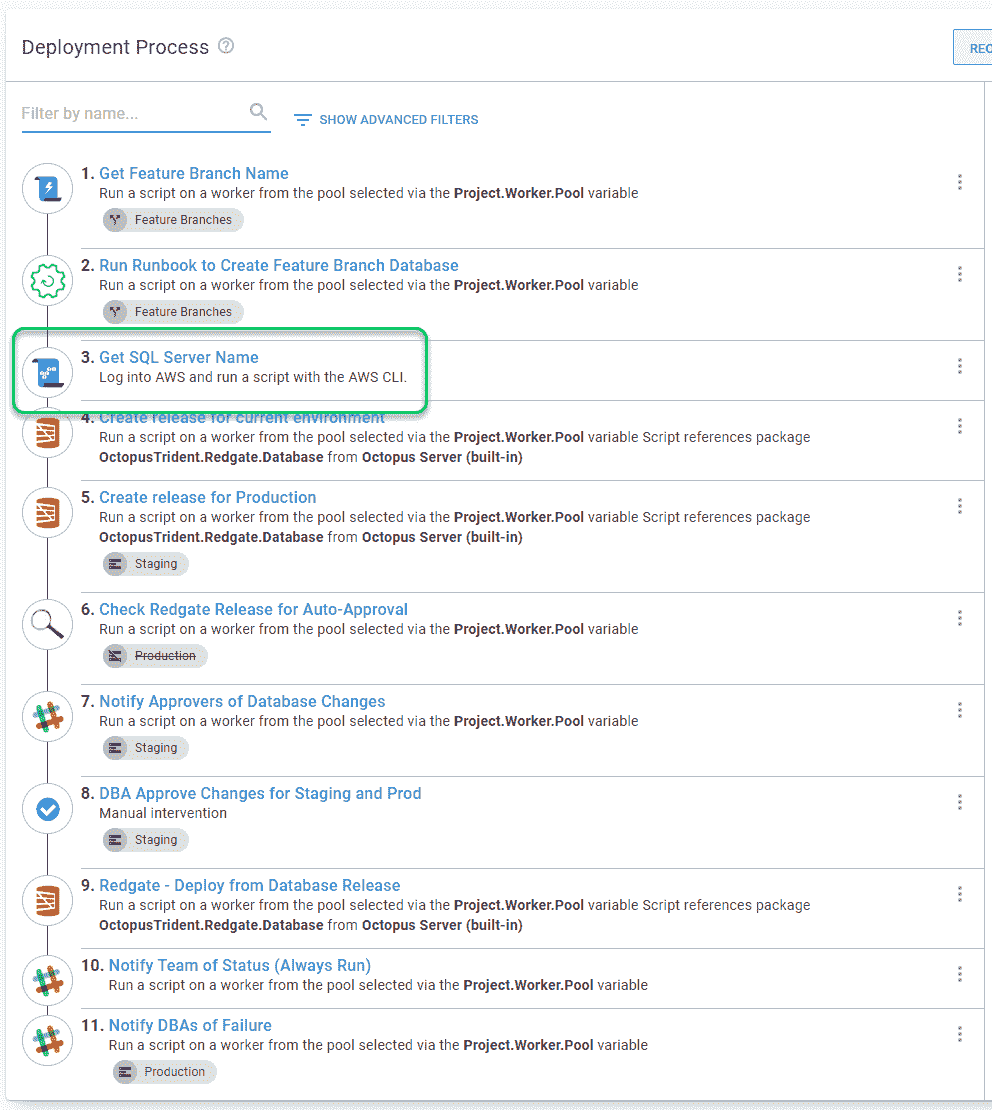 Deployment Process
REC
Filter by name...
SHOW ADVANCED FILTERS
1. Get Feature Branch Name
Run a script on a worker from the pool selected via the Project.Worker.Pool variable
Feature Branches
2. Run Runbook to Create Feature Branch Database
Run a script on a worker from the pool selected via the Project.Worker.Pool variable
Feature Branches
3. Get SQL Server Name
Log into AWS and run a script with the AWS CLI.
4. Create release for current environment
Run a script on a worker from the pool selected via the Project.Worker.Pool variable Script references package
OctopusTrident.Redgate.Database from Octopus Server (built-in)
5. Create release for Production
Run a script on a worker from the pool selected via the Project.Worker.Pool variable Script references package
OctopusTrident.Redgate.Database from Octopus Server (built-in)
Staging
6. Check Redgate Release for Auto-Approval
Run a script on a worker from the pool selected via the Project.Worker.Pool variable
Production
7. Notify Approvers of Database Changes
Run a script on a worker from the pool selected via the Project.Worker.Pool variable
Staging
8. DBA Approve Changes for Staging and Prod
Manual intervention
Staging
9. Redgate - Deploy from Database Release
Run a script on a worker from the pool selected via the Project.Worker.Pool variable Script references package
OctopusTrident.Redgate.Database from Octopus Server (built-in)
10. Notify Team of Status (Always Run)
Run a script on a worker from the pool selected via the Project.Worker.Pool variable
11. Notify DBAs of Failure
Run a script on a worker from the pool selected via the Project.Worker.Pool variable
Production